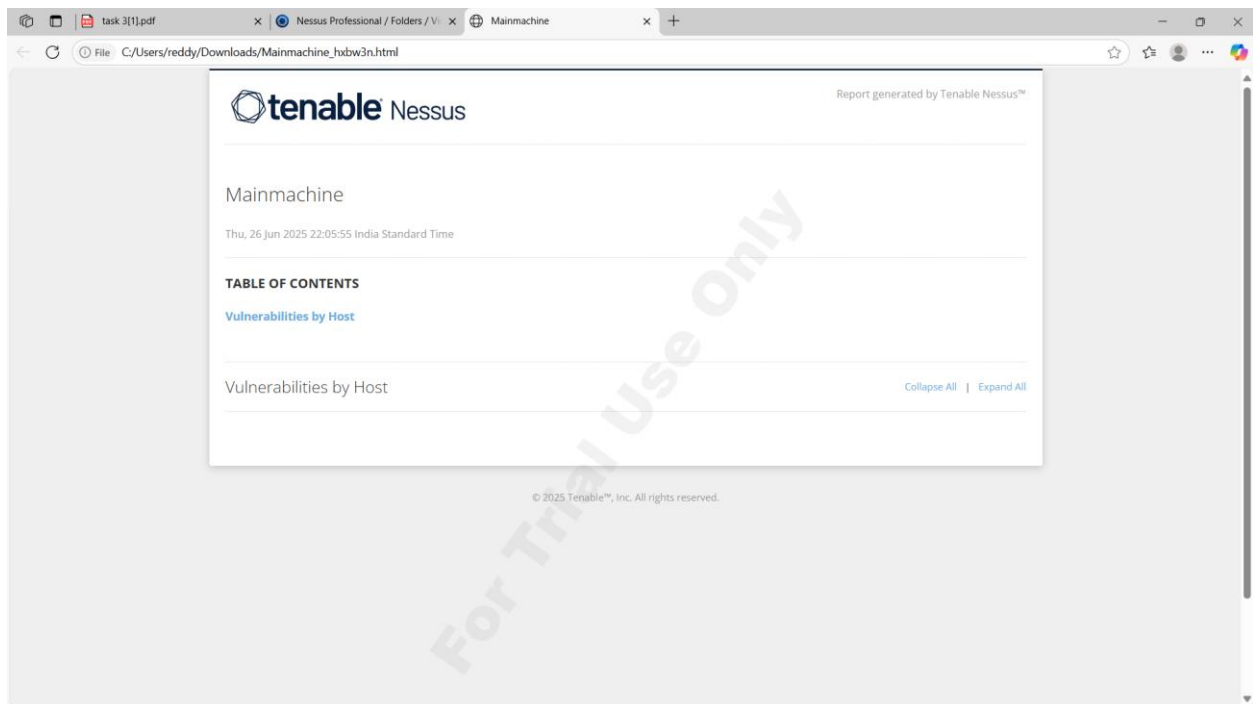 task 3[1].pdf
Nessus Professional / Folders / Vi
Mainmachine
File C:/Users/reddy/Downloads/Mainmachine_hxbw3n.html
tenable Nessus
Report generated by Tenable Nessus™
Mainmachine
Thu, 26 Jun 2025 22:05:55 India Standard Time
TABLE OF CONTENTS
Vulnerabilities by Host
Vulnerabilities by Host
Collapse All | Expand All
© 2025 Tenable™, Inc. All rights reserved.
For Trial Use Only